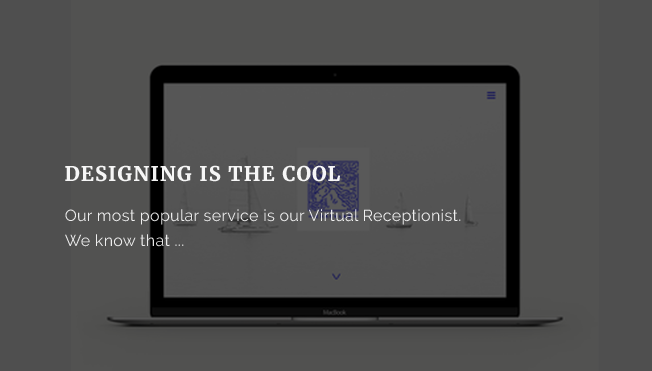 DESIGNING IS THE COOL
Our most popular service is our Virtual Receptionist.
We know that ...
MacBook